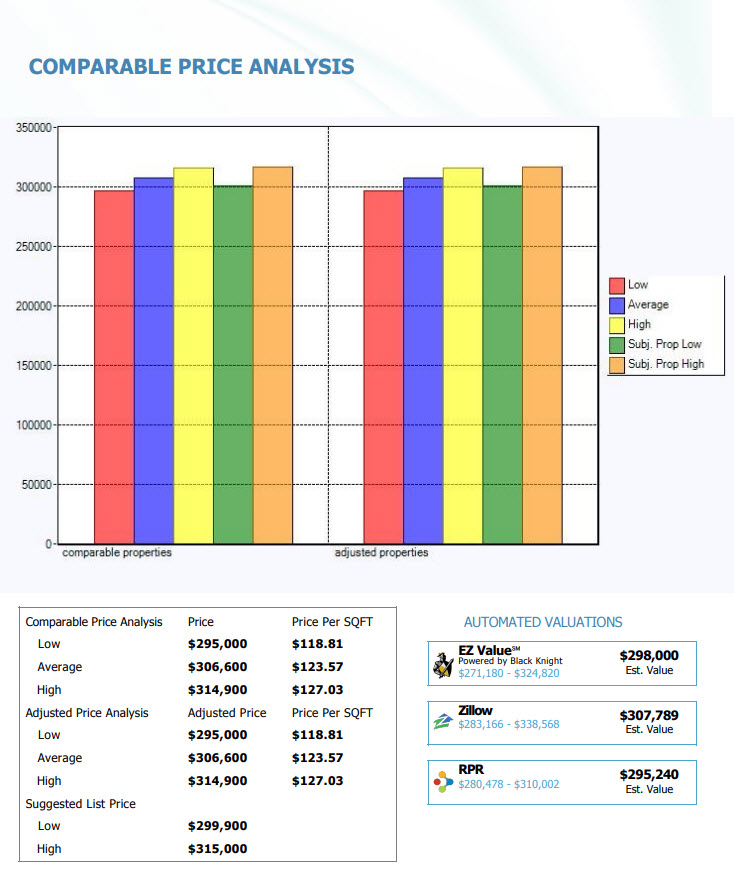 COMPARABLE PRICE ANALYSIS
350000
300000
250000
200000
150000
100000
50000
0
comparable properties adjusted properties
Low
Average
High
Subj. Prop Low
Subj. Prop High
Comparable Price Analysis Price Price Per SQFT
Low $295,000 $118.81
Average $306,600 $123.57
High $314,900 $127.03
Adjusted Price Analysis Adjusted Price Price Per SQFT
Low $295,000 $118.81
Average $306,600 $123.57
High $314,900 $127.03
Suggested List Price
Low $299,900
High $315,000
AUTOMATED VALUATIONS
EZ Value℠
Powered by Black Knight
$271,180 - $324,820
$298,000
Est. Value
Zillow
$283,166 - $338,568
$307,789
Est. Value
RPR
$280,478 - $310,002
$295,240
Est. Value